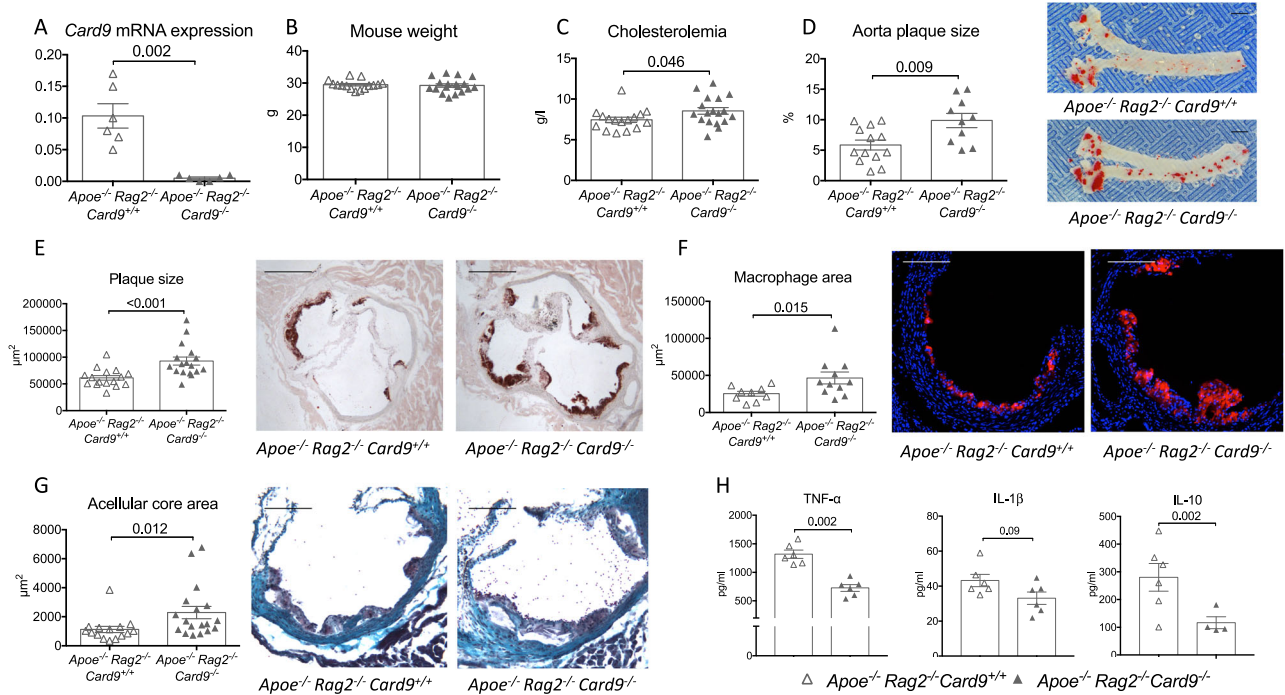 A
Card9 mRNA expression
0.002
0.20
0.15
0.10
0.05
0.00
Apoe-/- Rag2-/-
Card9+/+
Apoe-/- Rag2-/-
Card9-/-
B
Mouse weight
g
60
40
20
0
Apoe-/- Rag2-/-
Card9+/+
Apoe-/- Rag2-/-
Card9-/-
C
Cholesterolemia
0.046
g/l
15
10
5
0
Apoe-/- Rag2-/-
Card9+/+
Apoe-/- Rag2-/-
Card9-/-
D
Aorta plaque size
0.009
%
20
15
10
5
0
Apoe-/- Rag2-/-
Card9+/+
Apoe-/- Rag2-/-
Card9-/-
Apoe-/- Rag2-/- Card9+/+
Apoe-/- Rag2-/- Card9-/-
E
Plaque size
<0.001
µm²
200000
150000
100000
50000
0
Apoe-/- Rag2-/-
Card9+/+
Apoe-/- Rag2-/-
Card9-/-
Apoe-/- Rag2-/- Card9+/+
Apoe-/- Rag2-/- Card9-/-
F
Macrophage area
0.015
µm²
150000
100000
50000
0
Apoe-/- Rag2-/-
Card9+/+
Apoe-/- Rag2-/-
Card9-/-
Apoe-/- Rag2-/- Card9+/+
Apoe-/- Rag2-/- Card9-/-
G
Acellular core area
0.012
µm²
8000
6000
4000
2000
0
Apoe-/- Rag2-/-
Card9+/+
Apoe-/- Rag2-/-
Card9-/-
Apoe-/- Rag2-/- Card9+/+
Apoe-/- Rag2-/- Card9-/-
H
TNF-α
0.002
pg/ml
2000
1500
1000
500
0
IL-1β
0.09
pg/ml
80
60
40
20
0
IL-10
0.002
pg/ml
500
400
300
200
100
0
Apoe-/- Rag2-/-Card9+/+
Apoe-/- Rag2-/-Card9-/-